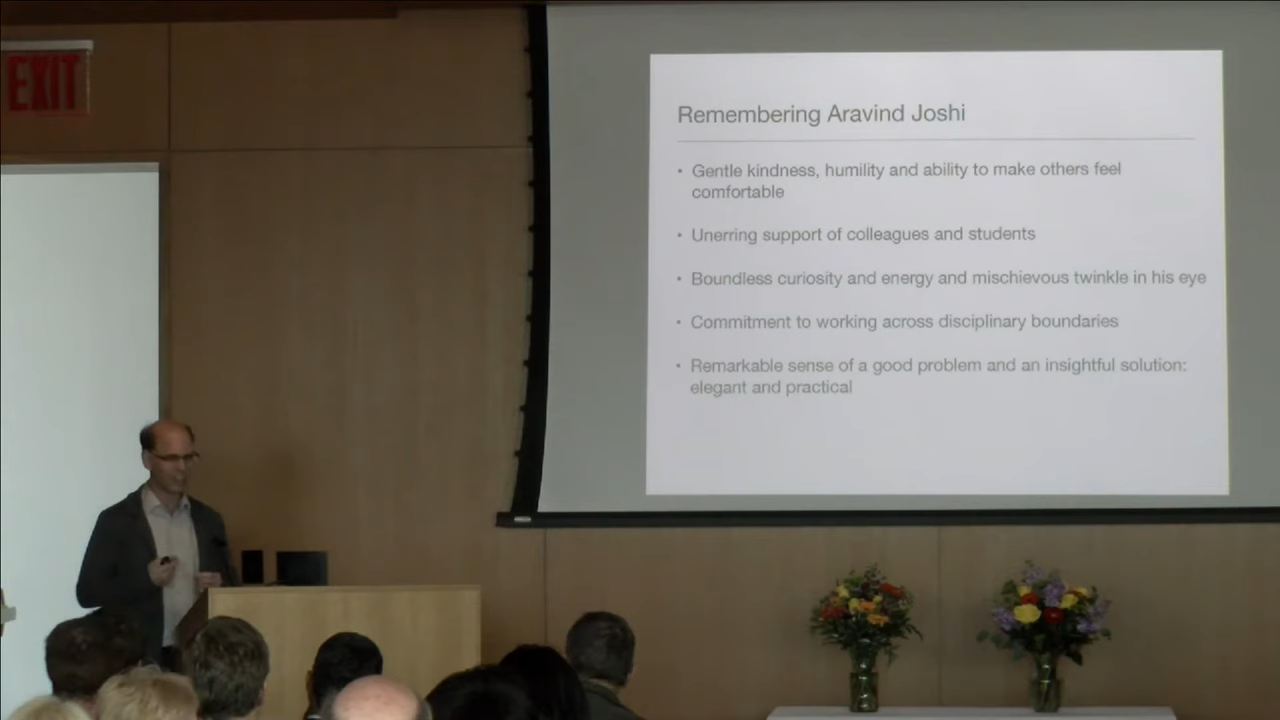 EXIT
Remembering Aravind Joshi
• Gentle kindness, humility and ability to make others feel
comfortable
• Unerring support of colleagues and students
• Boundless curiosity and energy and mischievous twinkle in his eye
• Commitment to working across disciplinary boundaries
• Remarkable sense of a good problem and an insightful solution:
elegant and practical